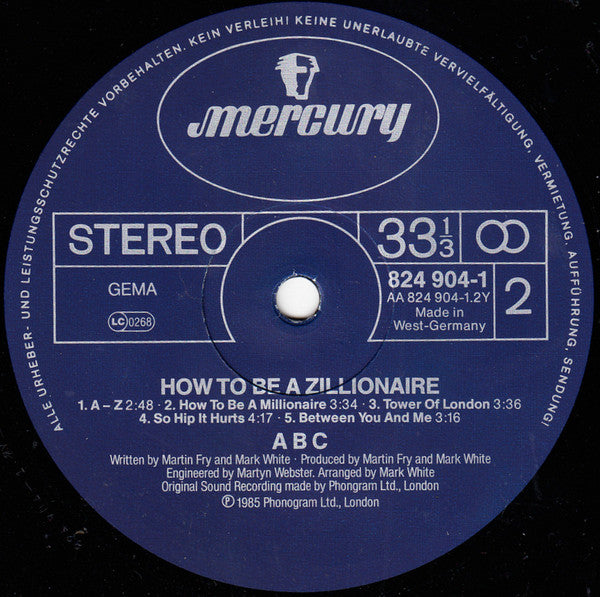 ALLE URHEBER- UND LEISTUNGSSCHUTZRECHTE VORBEHALTEN. KEIN VERLEIH! KEINE UNERLAUBTE VERVIELFÄLTIGUNG, VERMIETUNG, AUFFÜHRUNG, SENDUNG!
mercury
STEREO
33 1/3
GEMA
LC 0268
824 904-1
AA 824 904-1.2Y
Made in
West-Germany
2
HOW TO BE A ZILLIONAIRE
1. A – Z 2:48 · 2. How To Be A Millionaire 3:34 · 3. Tower Of London 3:36
4. So Hip It Hurts 4:17 · 5. Between You And Me 3:16
A B C
Written by Martin Fry and Mark White · Produced by Martin Fry and Mark White
Engineered by Martyn Webster. Arranged by Mark White
Original Sound Recording made by Phongram Ltd., London
℗ 1985 Phonogram Ltd., London